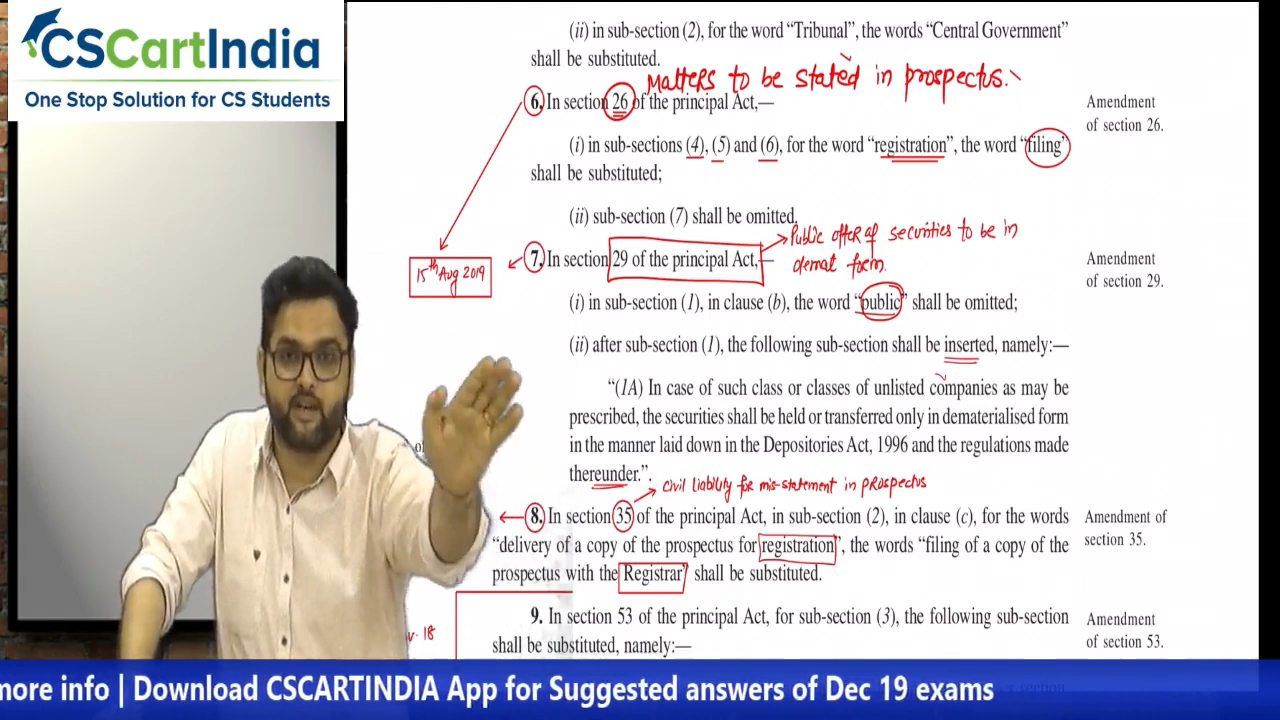 CSCartIndia
One Stop Solution for CS Students
(ii) in sub-section (2), for the word “Tribunal”, the words “Central Government”
shall be substituted.
Matters to be stated in prospectus.
6. In section 26 of the principal Act,—
Amendment
of section 26.
(i) in sub-sections (4), (5) and (6), for the word “registration”, the word “filing”
shall be substituted;
(ii) sub-section (7) shall be omitted.
Public offer of securities to be in
demat form.
7. In section 29 of the principal Act,—
Amendment
of section 29.
15th Aug 2019
(i) in sub-section (1), in clause (b), the word “public” shall be omitted;
(ii) after sub-section (1), the following sub-section shall be inserted, namely:—
“(1A) In case of such class or classes of unlisted companies as may be
prescribed, the securities shall be held or transferred only in dematerialised form
in the manner laid down in the Depositories Act, 1996 and the regulations made
thereunder.”.
civil liability for mis-statement in prospectus
8. In section 35 of the principal Act, in sub-section (2), in clause (c), for the words
“delivery of a copy of the prospectus for registration”, the words “filing of a copy of the
prospectus with the Registrar” shall be substituted.
Amendment of
section 35.
9. In section 53 of the principal Act, for sub-section (3), the following sub-section
shall be substituted, namely:—
Amendment
of section 53.
18
more info | Download CSCARTINDIA App for Suggested answers of Dec 19 exams